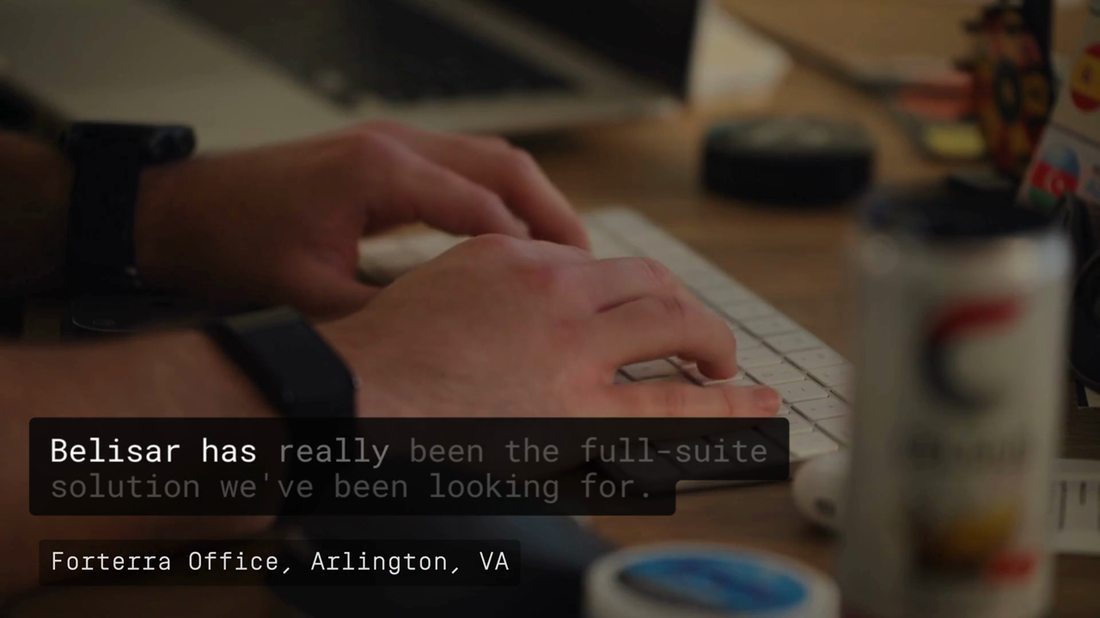 Belisar has really been the full-suite
solution we've been looking for.
Forterra Office, Arlington, VA